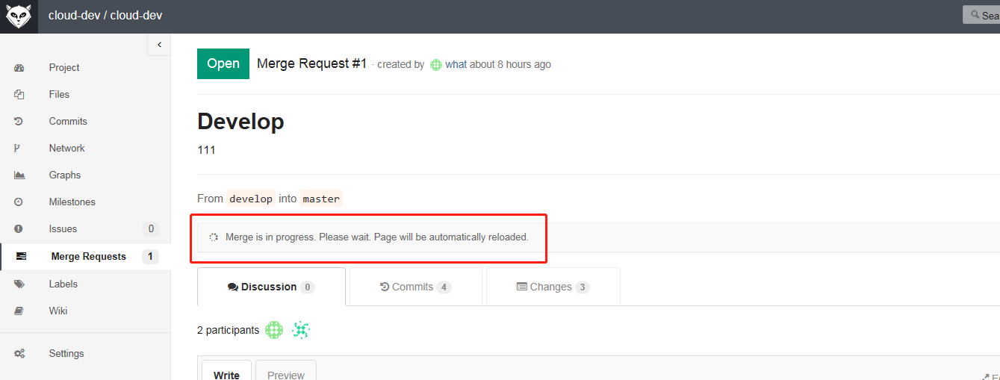 cloud-dev / cloud-dev
Sea
Project
Files
Commits
Network
Graphs
Milestones
Issues 0
Merge Requests 1
Labels
Wiki
Settings
Open Merge Request #1 · created by what about 8 hours ago
Develop
111
From develop into master
Merge is in progress. Please wait. Page will be automatically reloaded.
Discussion 0 Commits 4 Changes 3
2 participants
Write Preview